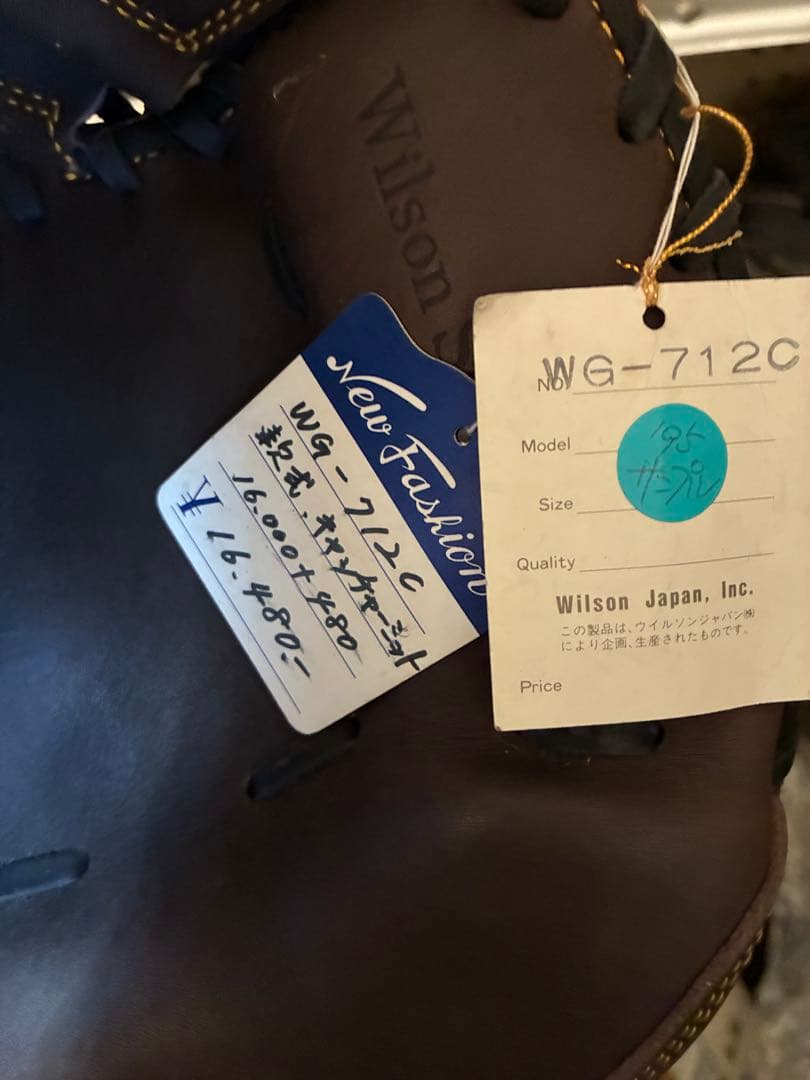 Wilson
New Fashion
WG-712C
軟式.キャッチャーミット
16.000+480
¥ 16.480.-
WG-712C
No
Model
'95
サンプル
Size
Quality
Wilson Japan, Inc.
この製品は、ウイルソンジャパン㈱
により企画、生産されたものです。
Price